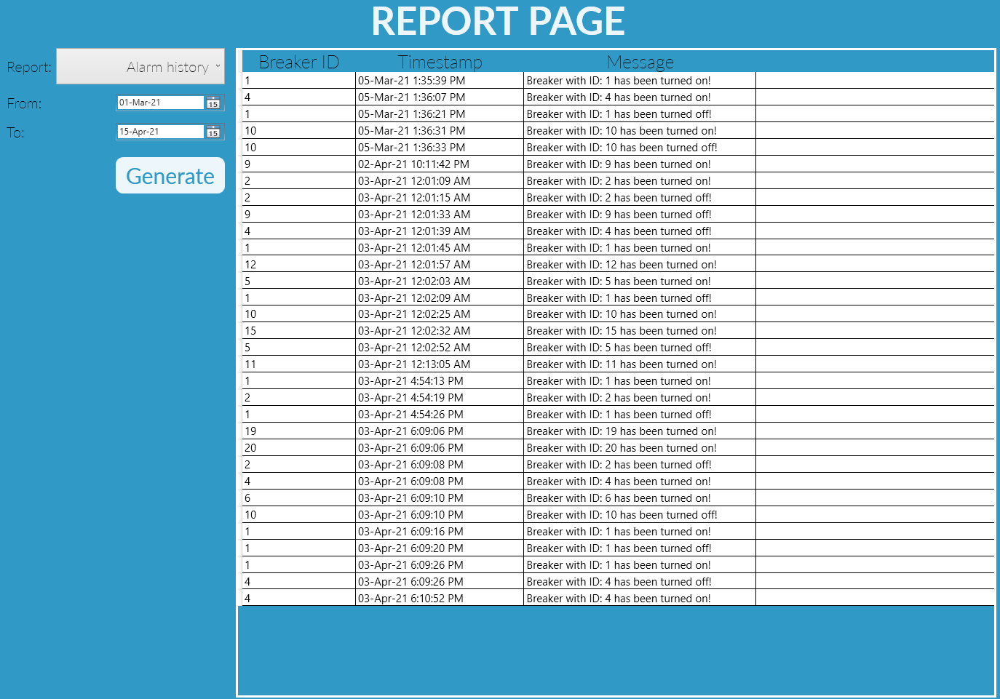 REPORT PAGE
Report: Alarm history
From: 01-Mar-21 15
To: 15-Apr-21 15
Generate
Breaker ID Timestamp Message
1 05-Mar-21 1:35:39 PM Breaker with ID: 1 has been turned on!
4 05-Mar-21 1:36:07 PM Breaker with ID: 4 has been turned on!
1 05-Mar-21 1:36:21 PM Breaker with ID: 1 has been turned off!
10 05-Mar-21 1:36:31 PM Breaker with ID: 10 has been turned on!
10 05-Mar-21 1:36:33 PM Breaker with ID: 10 has been turned off!
9 02-Apr-21 10:11:42 PM Breaker with ID: 9 has been turned on!
2 03-Apr-21 12:01:09 AM Breaker with ID: 2 has been turned on!
2 03-Apr-21 12:01:15 AM Breaker with ID: 2 has been turned off!
9 03-Apr-21 12:01:33 AM Breaker with ID: 9 has been turned off!
4 03-Apr-21 12:01:39 AM Breaker with ID: 4 has been turned off!
1 03-Apr-21 12:01:45 AM Breaker with ID: 1 has been turned on!
12 03-Apr-21 12:01:57 AM Breaker with ID: 12 has been turned on!
5 03-Apr-21 12:02:03 AM Breaker with ID: 5 has been turned on!
1 03-Apr-21 12:02:09 AM Breaker with ID: 1 has been turned off!
10 03-Apr-21 12:02:25 AM Breaker with ID: 10 has been turned on!
15 03-Apr-21 12:02:32 AM Breaker with ID: 15 has been turned on!
5 03-Apr-21 12:02:52 AM Breaker with ID: 5 has been turned off!
11 03-Apr-21 12:13:05 AM Breaker with ID: 11 has been turned on!
1 03-Apr-21 4:54:13 PM Breaker with ID: 1 has been turned on!
2 03-Apr-21 4:54:19 PM Breaker with ID: 2 has been turned on!
1 03-Apr-21 4:54:26 PM Breaker with ID: 1 has been turned off!
19 03-Apr-21 6:09:06 PM Breaker with ID: 19 has been turned on!
20 03-Apr-21 6:09:06 PM Breaker with ID: 20 has been turned on!
2 03-Apr-21 6:09:08 PM Breaker with ID: 2 has been turned off!
4 03-Apr-21 6:09:08 PM Breaker with ID: 4 has been turned on!
6 03-Apr-21 6:09:10 PM Breaker with ID: 6 has been turned on!
10 03-Apr-21 6:09:10 PM Breaker with ID: 10 has been turned off!
1 03-Apr-21 6:09:16 PM Breaker with ID: 1 has been turned on!
1 03-Apr-21 6:09:20 PM Breaker with ID: 1 has been turned off!
1 03-Apr-21 6:09:26 PM Breaker with ID: 1 has been turned on!
4 03-Apr-21 6:09:26 PM Breaker with ID: 4 has been turned off!
4 03-Apr-21 6:10:52 PM Breaker with ID: 4 has been turned on!